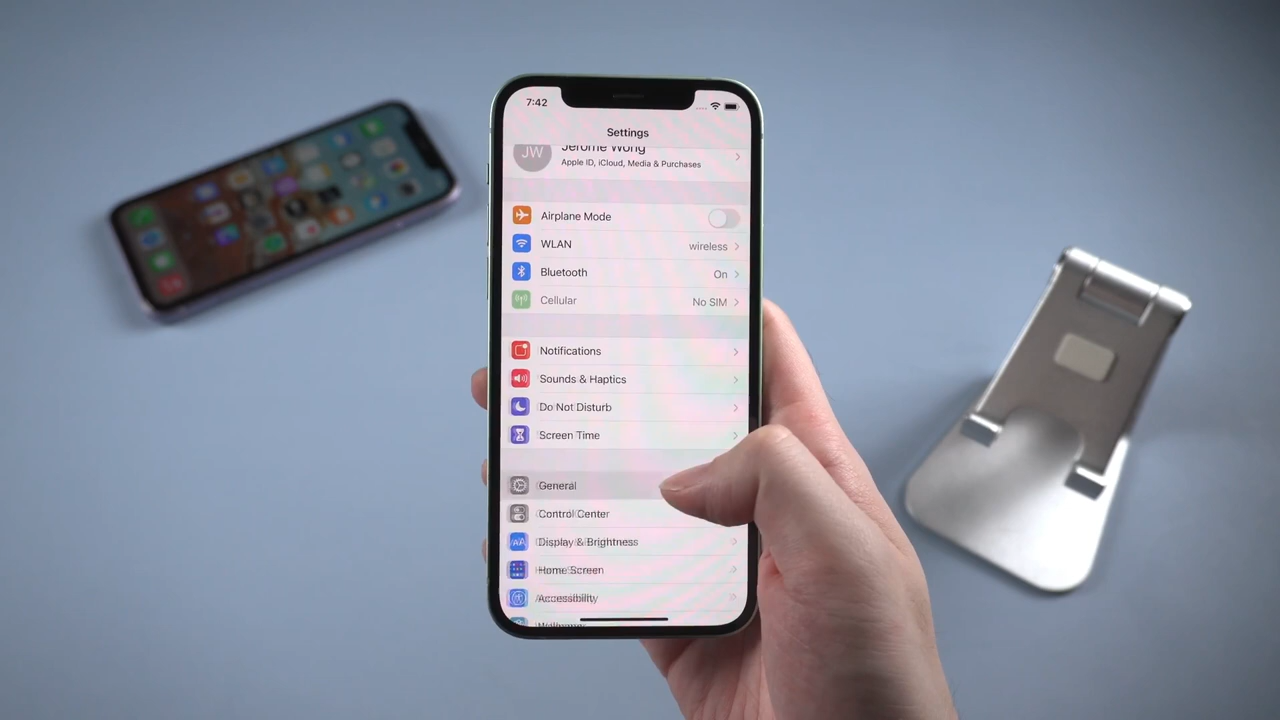 7:42
Settings
JW
Jerome Wong
Apple ID, iCloud, Media & Purchases
Airplane Mode
WLAN wireless
Bluetooth On
Cellular No SIM
Notifications
Sounds & Haptics
Do Not Disturb
Screen Time
General
Control Center
Display & Brightness
Home Screen
Accessibility